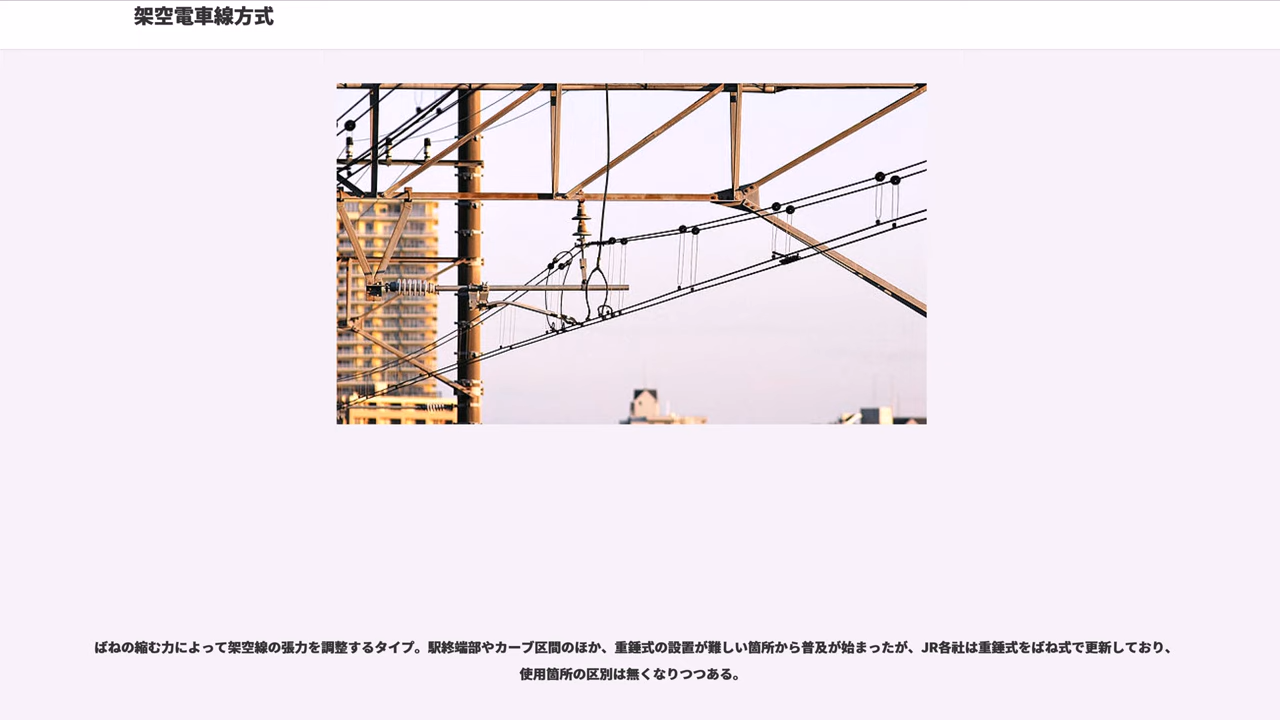 架空電車線方式
ばねの縮む力によって架空線の張力を調整するタイプ。駅終端部やカーブ区間のほか、重錘式の設置が難しい箇所から普及が始まったが、JR各社は重錘式をばね式で更新しており、
使用箇所の区別は無くなりつつある。